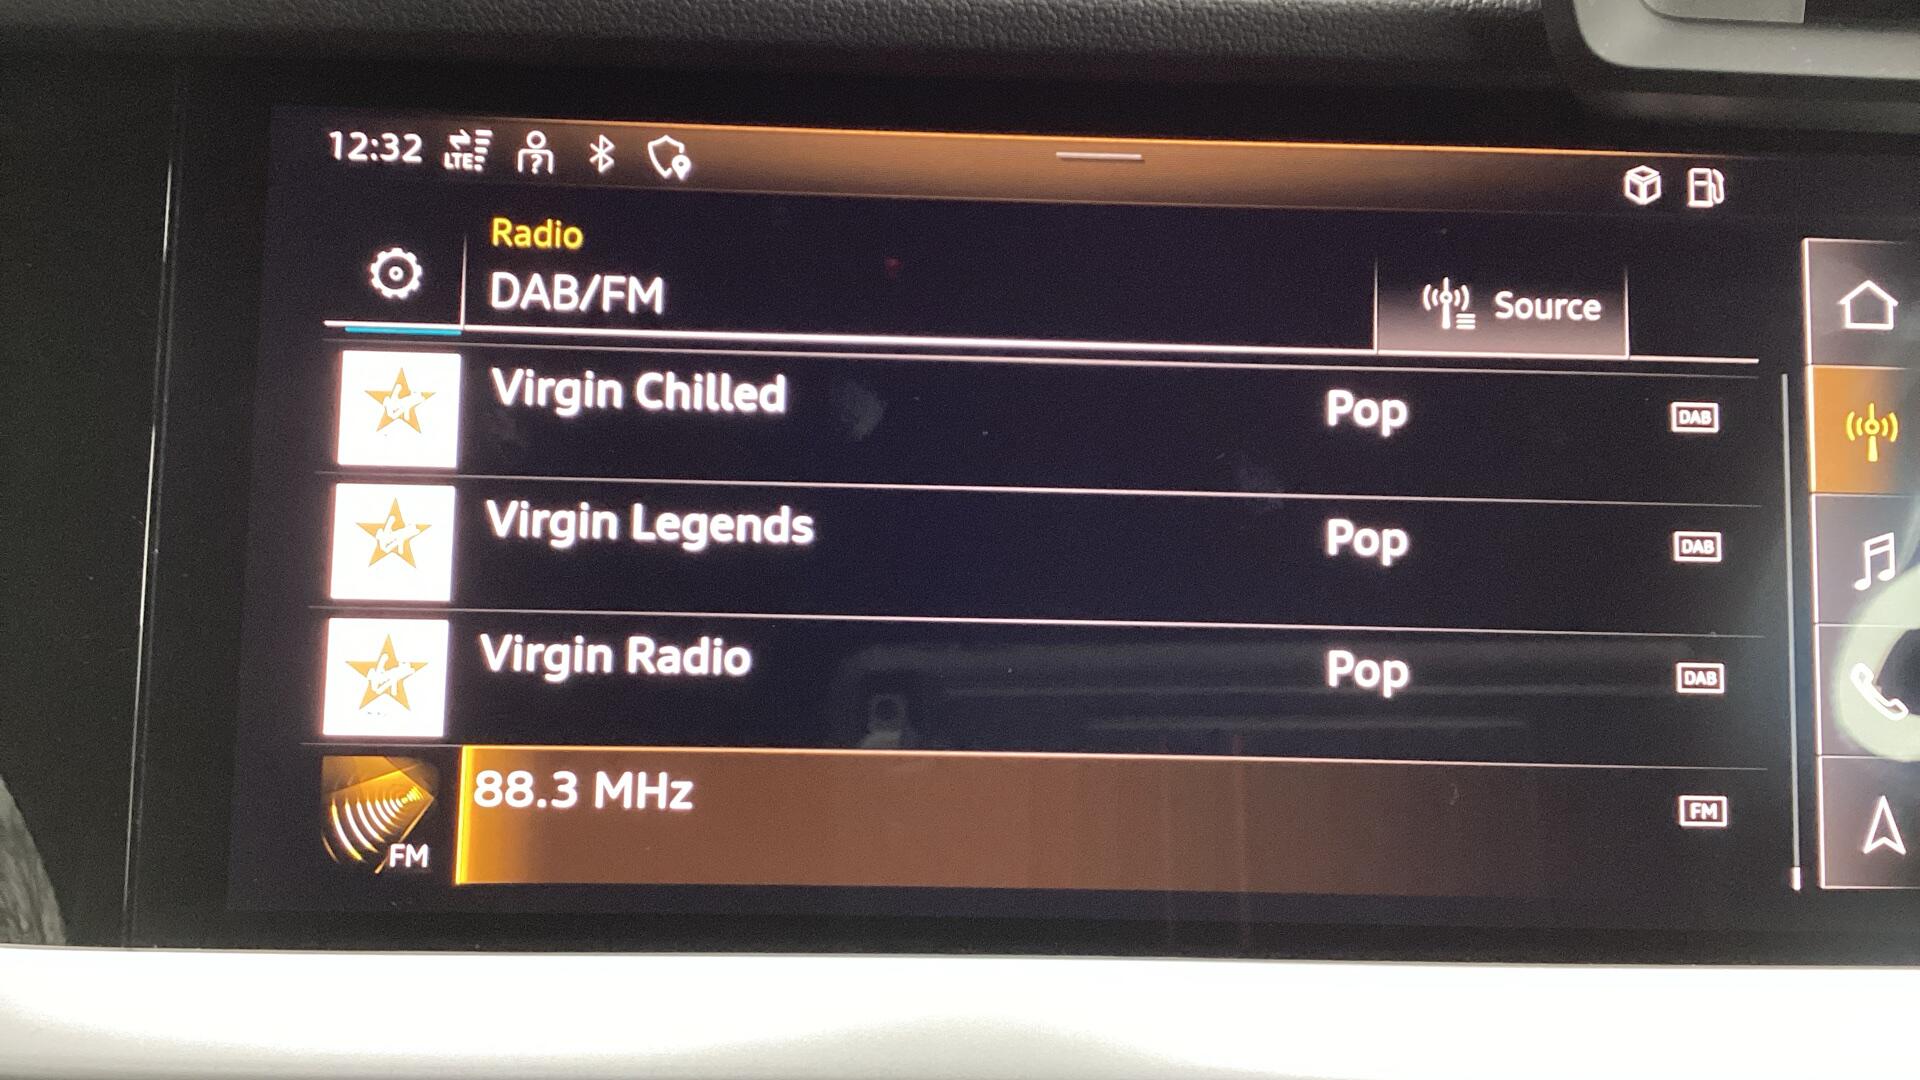 12:32 LTE ?
Radio
DAB/FM
Source
Virgin Chilled Pop DAB
Virgin Legends Pop DAB
Virgin Radio Pop DAB
88.3 MHz FM
FM